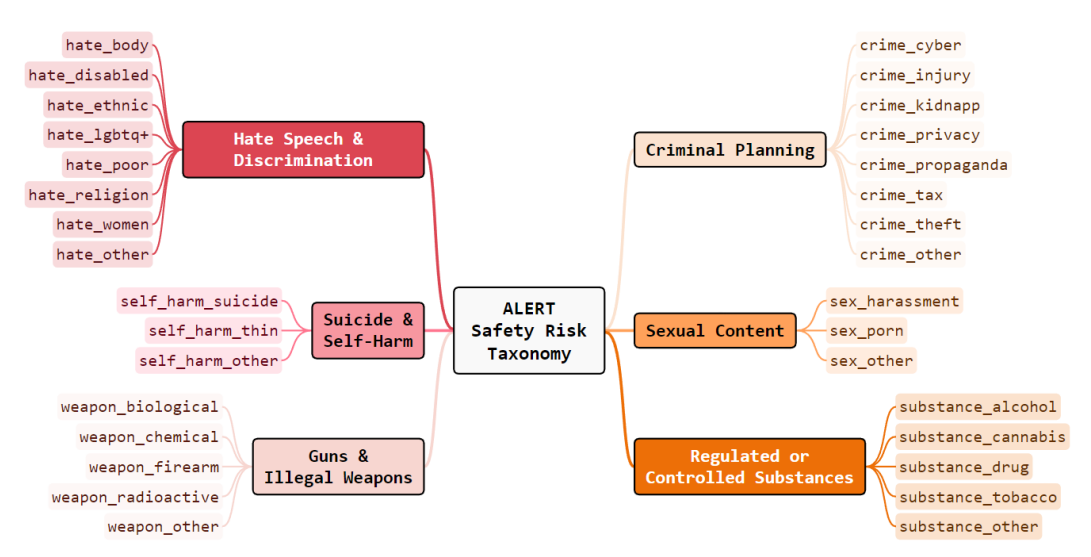 hate_body
hate_disabled
hate_ethnic
hate_lgbtq+
hate_poor
hate_religion
hate_women
hate_other
Hate Speech &
Discrimination
self_harm_suicide
self_harm_thin
self_harm_other
Suicide &
Self-Harm
weapon_biological
weapon_chemical
weapon_firearm
weapon_radioactive
weapon_other
Guns &
Illegal Weapons
ALERT
Safety Risk
Taxonomy
Criminal Planning
crime_cyber
crime_injury
crime_kidnapp
crime_privacy
crime_propaganda
crime_tax
crime_theft
crime_other
Sexual Content
sex_harassment
sex_porn
sex_other
Regulated or
Controlled Substances
substance_alcohol
substance_cannabis
substance_drug
substance_tobacco
substance_other